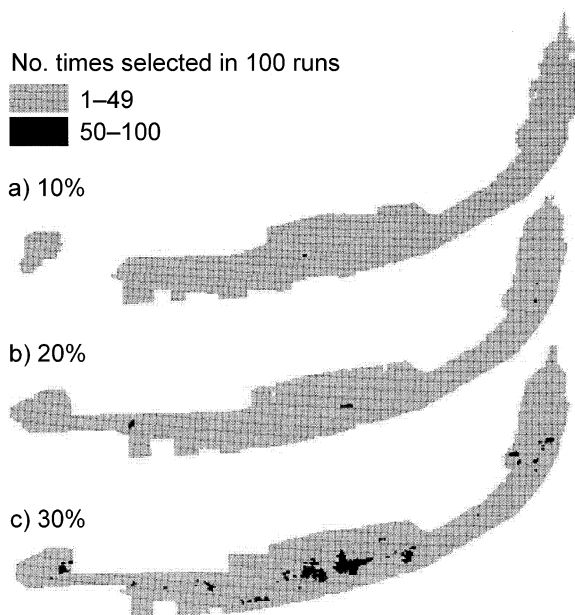 No. times selected in 100 runs
1–49
50–100
a) 10%
b) 20%
c) 30%